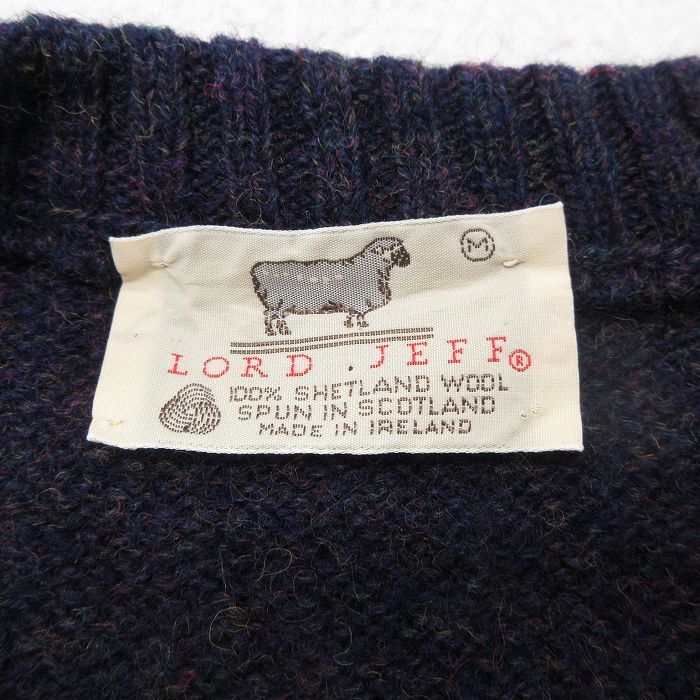 M
LORD JEFF®
100% SHETLAND WOOL
SPUN IN SCOTLAND
MADE IN IRELAND